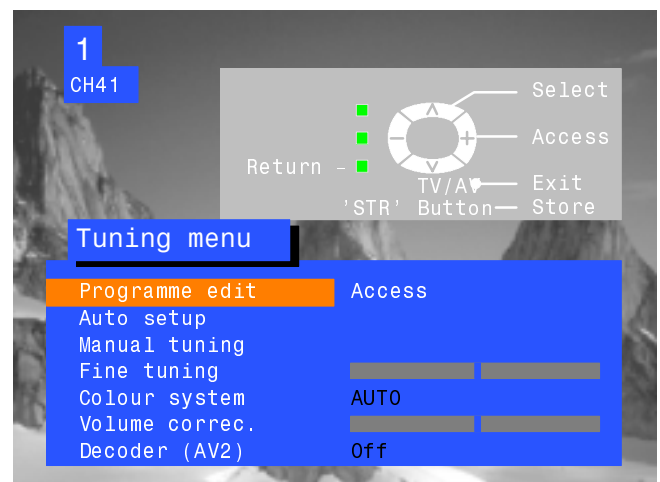 1
CH41
Select
Access
Return –
TV/AV Exit
'STR' Button Store
Tuning menu
Programme edit Access
Auto setup
Manual tuning
Fine tuning
Colour system AUTO
Volume correc.
Decoder (AV2) Off